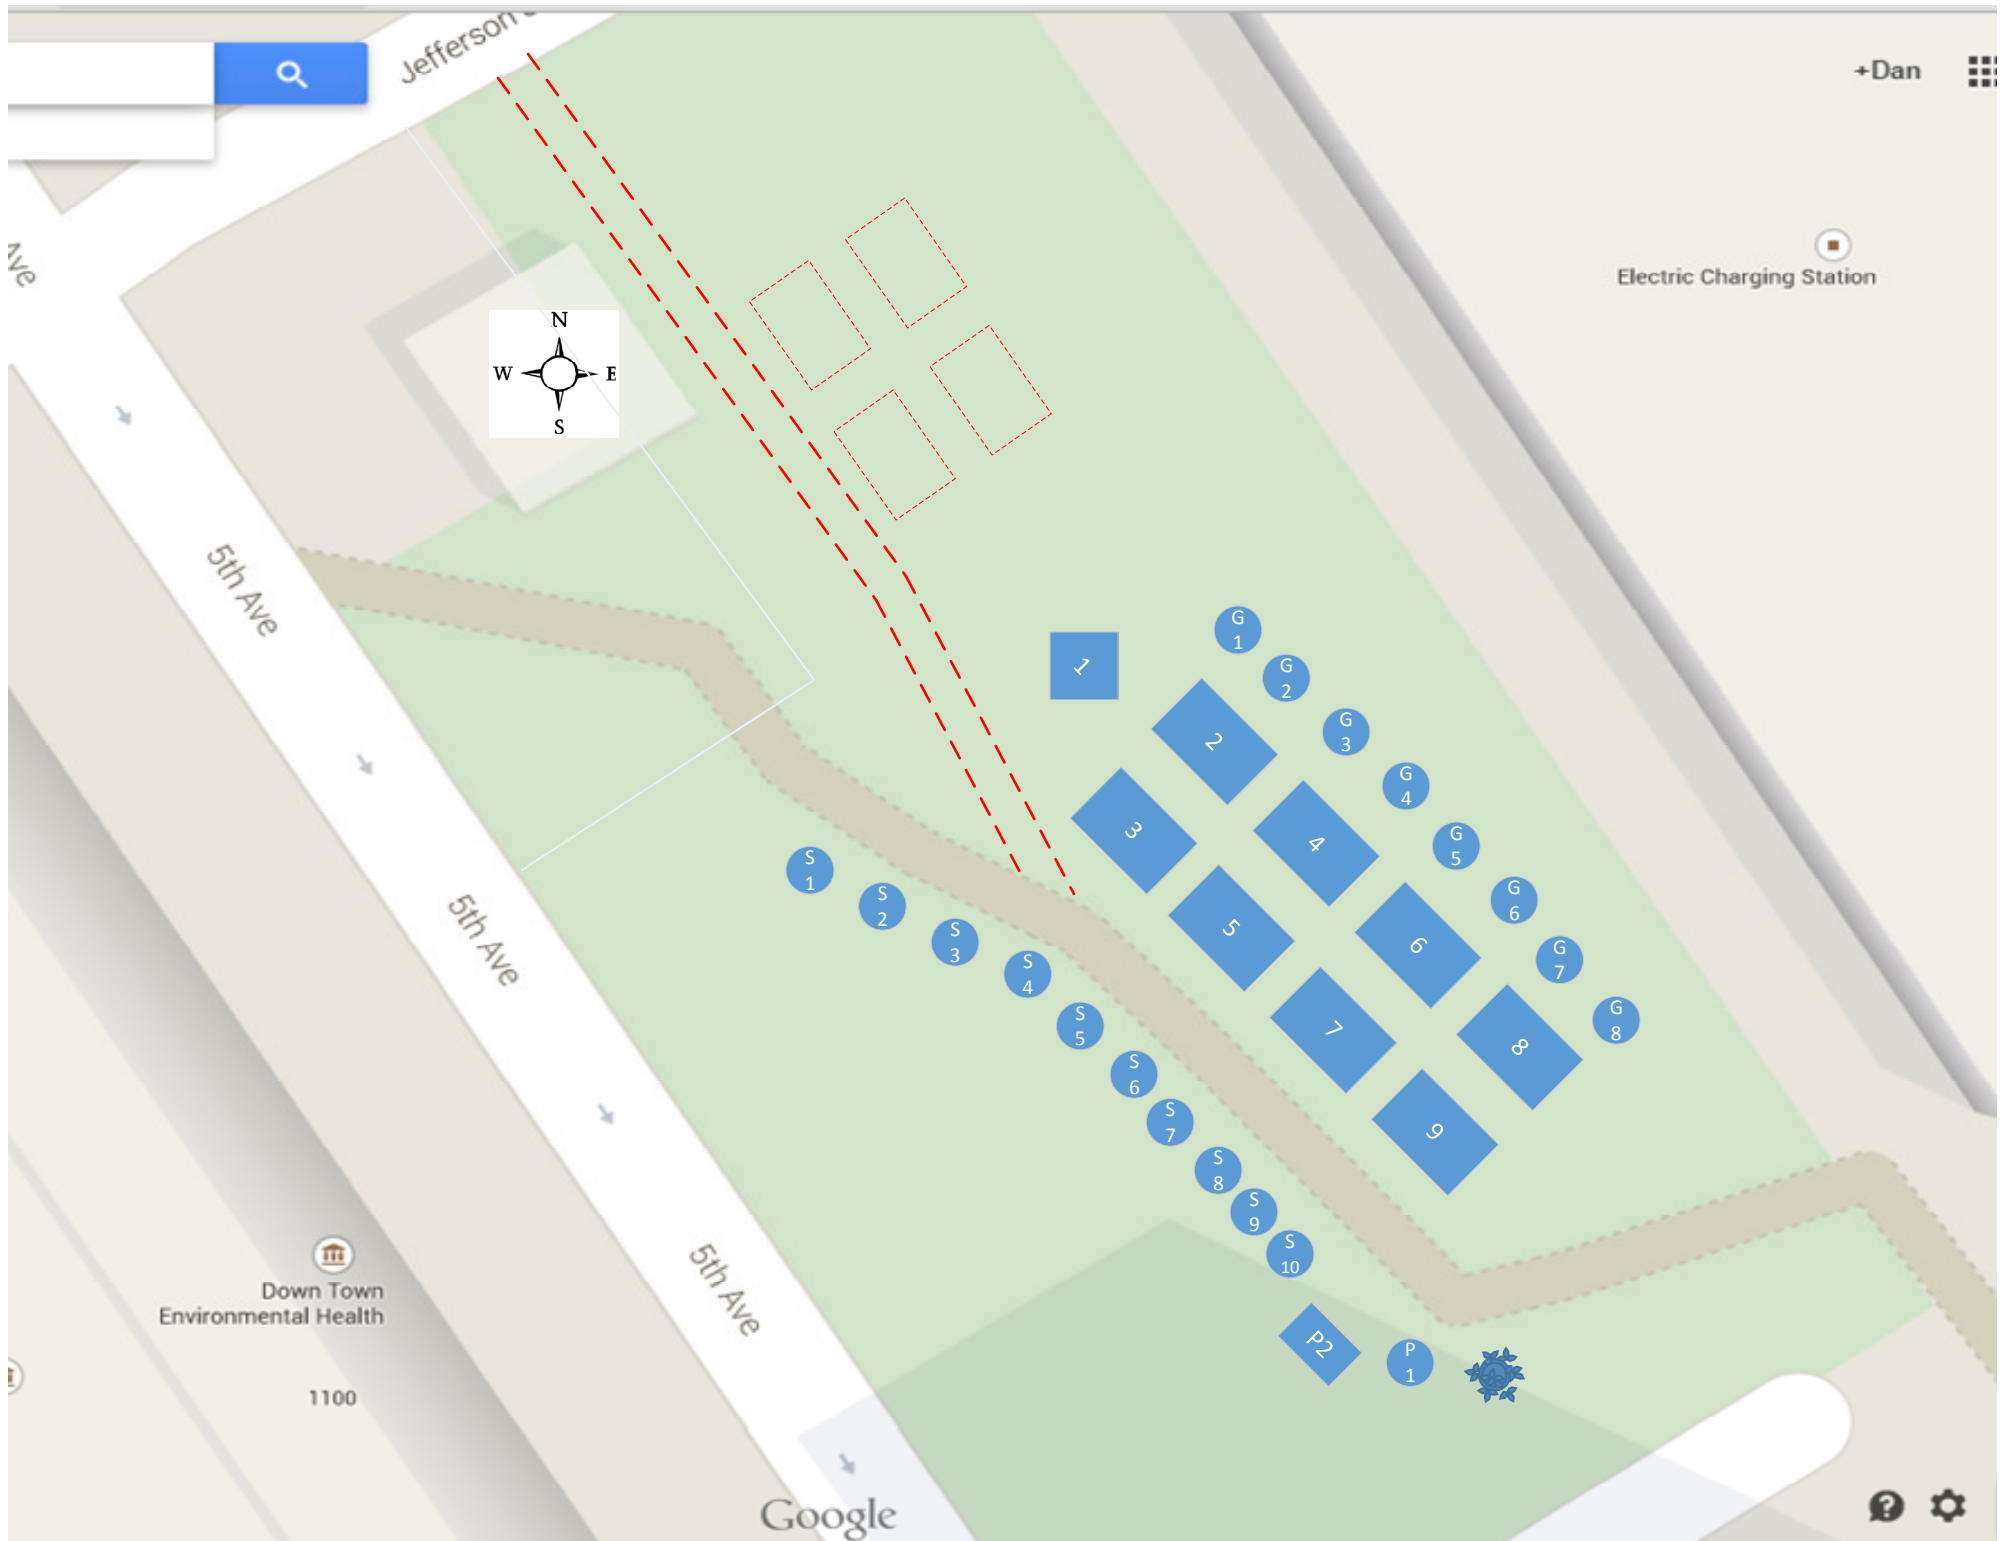 Jefferson
+Dan
Ave
Electric Charging Station
N
W E
S
5th Ave
G
1
1
G
2
2
G
3
3
G
4
4
G
5
S
1
S
2
5
G
6
6
S
3
G
7
5th Ave
S
4
S
5
7
G
8
8
S
6
S
7
9
S
8
S
9
S
10
Down Town
Environmental Health
5th Ave
P2
P
1
1100
Google
?